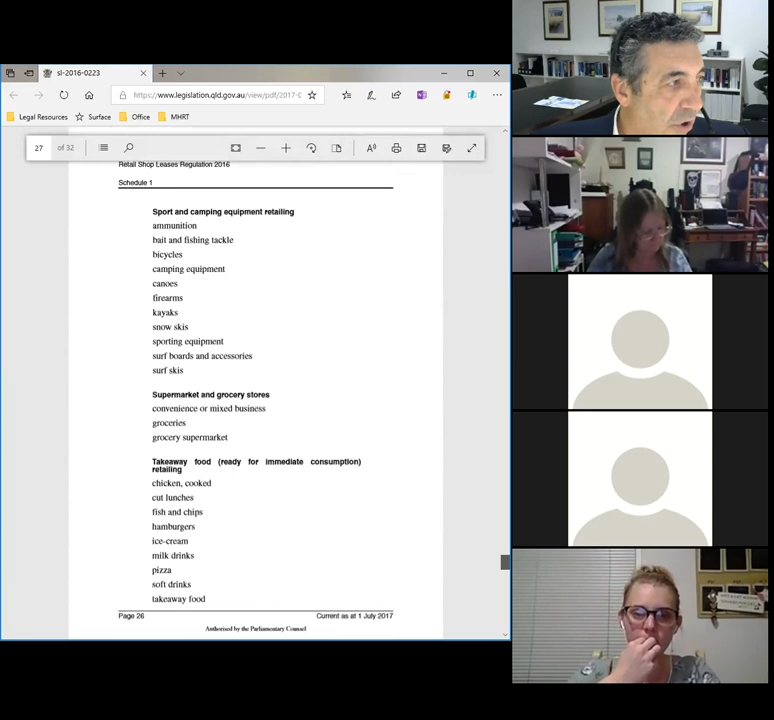 sl-2016-0223
https://www.legislation.qld.gov.au/view/pdf/2017-0
Legal Resources Surface Office MHRT
27 of 32
Retail Shop Leases Regulation 2016
Schedule 1
Sport and camping equipment retailing
ammunition
bait and fishing tackle
bicycles
camping equipment
canoes
firearms
kayaks
snow skis
sporting equipment
surf boards and accessories
surf skis
Supermarket and grocery stores
convenience or mixed business
groceries
grocery supermarket
Takeaway food (ready for immediate consumption)
retailing
chicken, cooked
cut lunches
fish and chips
hamburgers
ice-cream
milk drinks
pizza
soft drinks
takeaway food
Page 26 Current as at 1 July 2017
Authorised by the Parliamentary Counsel